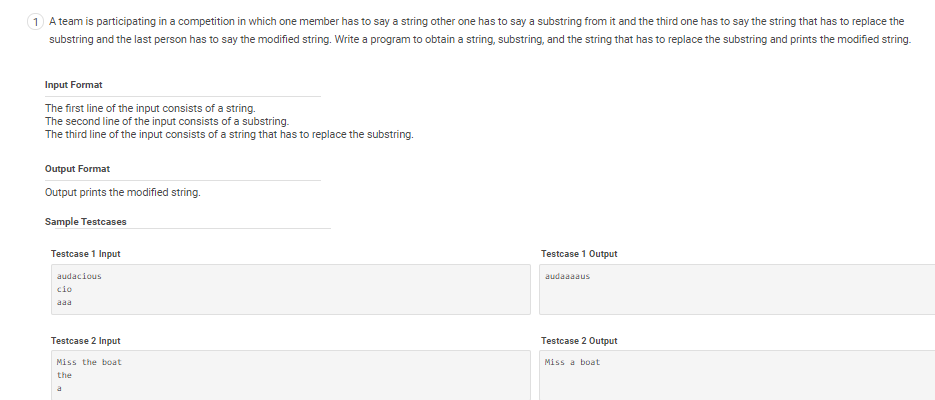 1 A team is participating in a competition in which one member has to say a string other one has to say a substring from it and the third one has to say the string that has to replace the
substring and the last person has to say the modified string. Write a program to obtain a string, substring, and the string that has to replace the substring and prints the modified string.
Input Format
The first line of the input consists of a string.
The second line of the input consists of a substring.
The third line of the input consists of a string that has to replace the substring.
Output Format
Output prints the modified string.
Sample Testcases
Testcase 1 Input
audacious
cio
aaa
Testcase 1 Output
audaaaaus
Testcase 2 Input
Miss the boat
the
a
Testcase 2 Output
Miss a boat